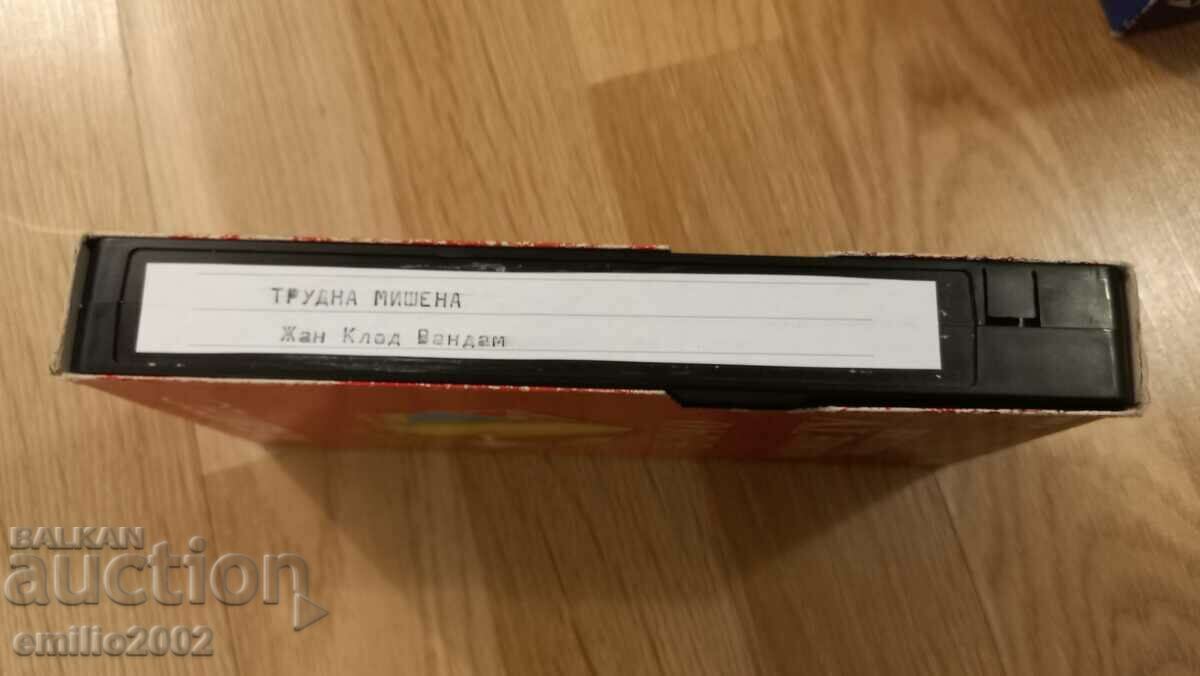 ТРУДНА МИШЕНА
Жан Клод Вандам
BALKAN
auction
emilio2002